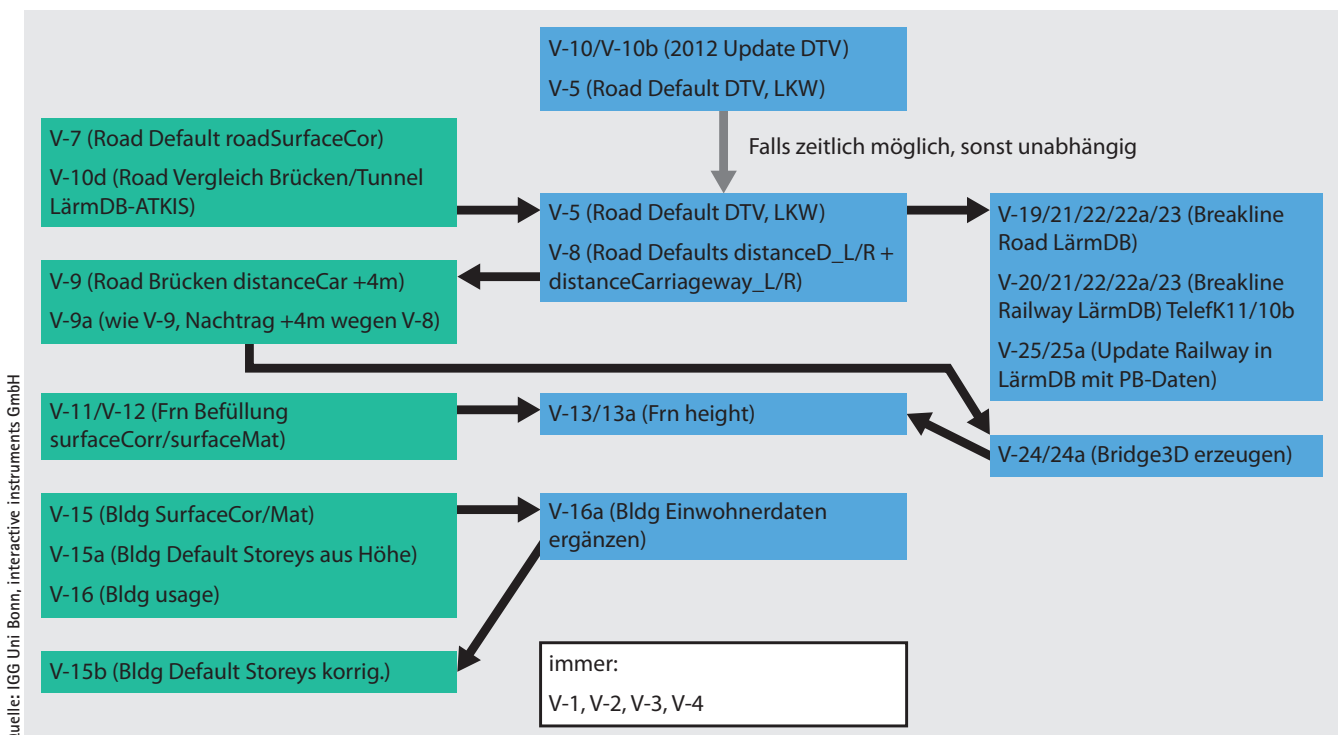 V-10/V-10b (2012 Update DTV)
V-5 (Road Default DTV, LKW)
Falls zeitlich möglich, sonst unabhängig
V-7 (Road Default roadSurfaceCor)
V-10d (Road Vergleich Brücken/Tunnel
LärmDB-ATKIS)
V-5 (Road Default DTV, LKW)
V-8 (Road Defaults distanceD_L/R +
distanceCarriageway_L/R)
V-19/21/22/22a/23 (Breakline
Road LärmDB)
V-20/21/22/22a/23 (Breakline
Railway LärmDB) TelefK11/10b
V-25/25a (Update Railway in
LärmDB mit PB-Daten)
V-9 (Road Brücken distanceCar +4m)
V-9a (wie V-9, Nachtrag +4m wegen V-8)
V-11/V-12 (Frn Befüllung
surfaceCorr/surfaceMat)
V-13/13a (Frn height)
V-24/24a (Bridge3D erzeugen)
V-15 (Bldg SurfaceCor/Mat)
V-15a (Bldg Default Storeys aus Höhe)
V-16 (Bldg usage)
V-16a (Bldg Einwohnerdaten
ergänzen)
V-15b (Bldg Default Storeys korrig.)
immer:
V-1, V-2, V-3, V-4
uelle: IGG Uni Bonn, interactive instruments GmbH